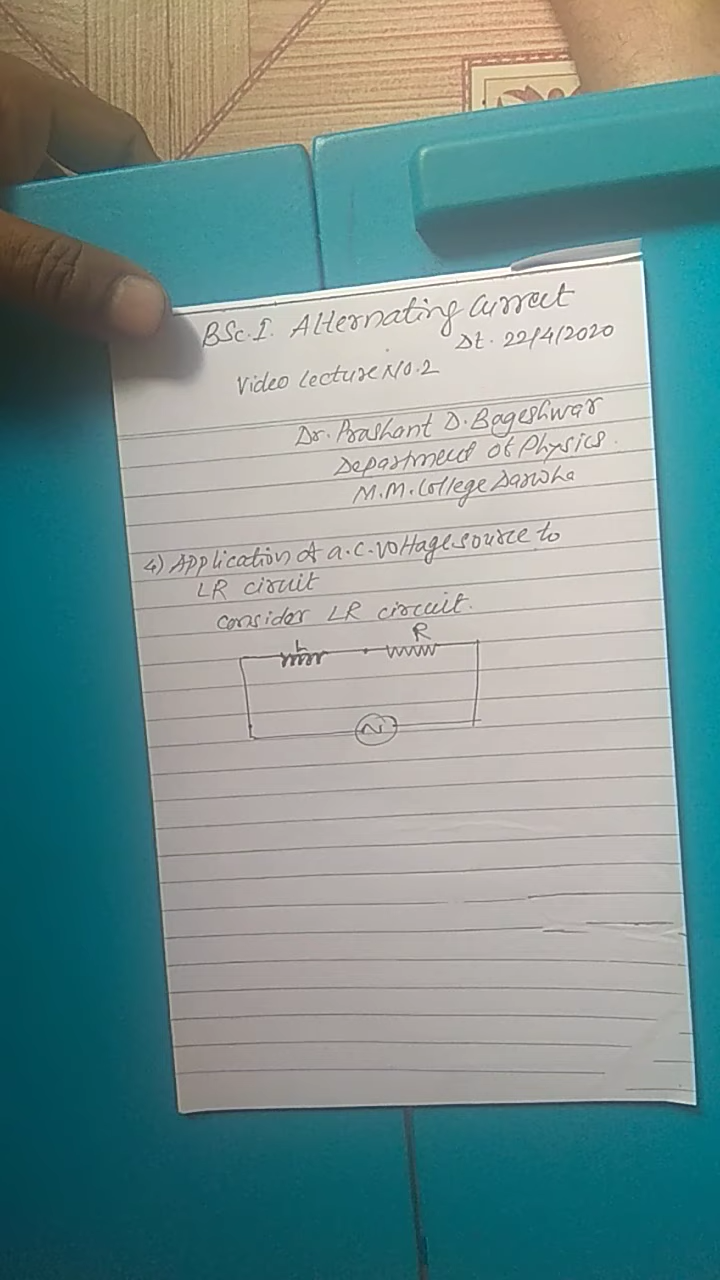 BSc.I. Alternating Current
Dt. 22/4/2020
Video Lecture No.2
Dr. Prashant D. Bageshwar
Department of Physics.
M.M. College Darwha
4) Application of a.c. voltage source to
LR circuit
consider LR circuit.
L
R